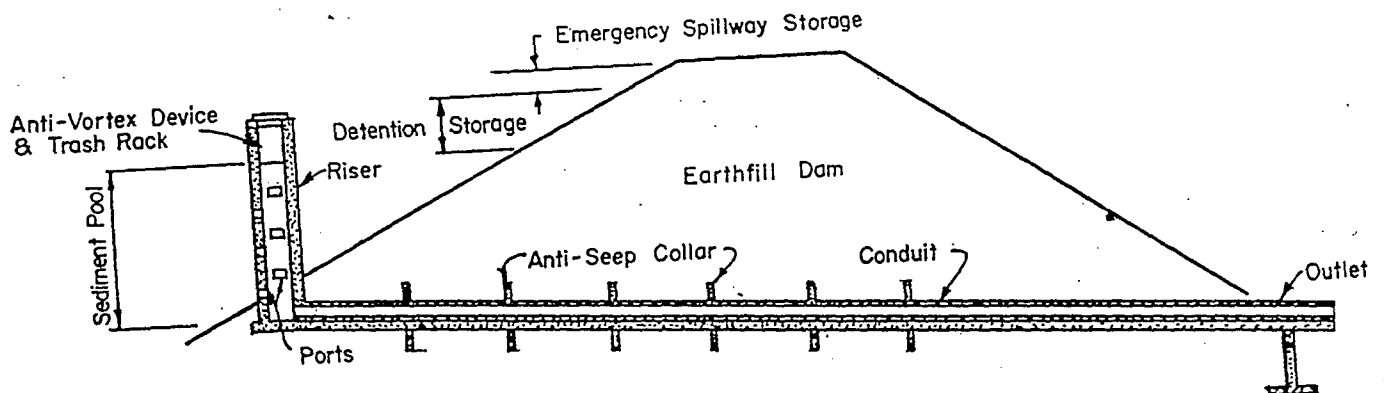 Emergency Spillway Storage
Anti-Vortex Device
& Trash Rack
Detention Storage
Riser
Earthfill Dam
Sediment Pool
Anti-Seep Collar
Conduit
Outlet
Ports